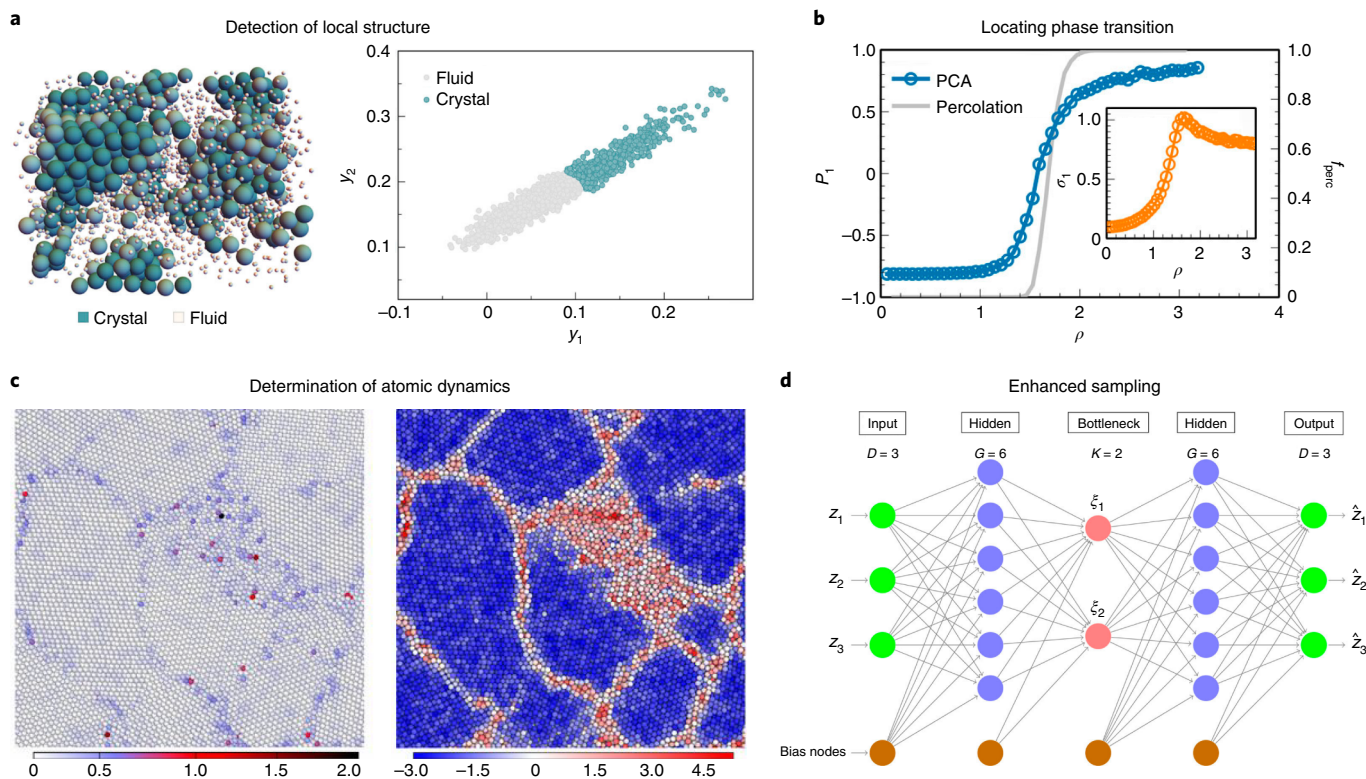 a
Detection of local structure
Crystal
Fluid
0.4
0.3
0.2
0.1
y2
Fluid
Crystal
–0.1
0
0.1
0.2
y1
b
Locating phase transition
1.0
0.5
0
–0.5
–1.0
P1
PCA
Percolation
1.0
0.8
0.6
0.4
0.2
0
fperc
0
1
2
3
4
ρ
1.0
0.5
0
σ1
0
1
2
3
ρ
c
Determination of atomic dynamics
0
0.5
1.0
1.5
2.0
–3.0
–1.5
0
1.5
3.0
4.5
d
Enhanced sampling
Input
Hidden
Bottleneck
Hidden
Output
D = 3
G = 6
K = 2
G = 6
D = 3
z1
z2
z3
ξ1
ξ2
ẑ1
ẑ2
ẑ3
Bias nodes